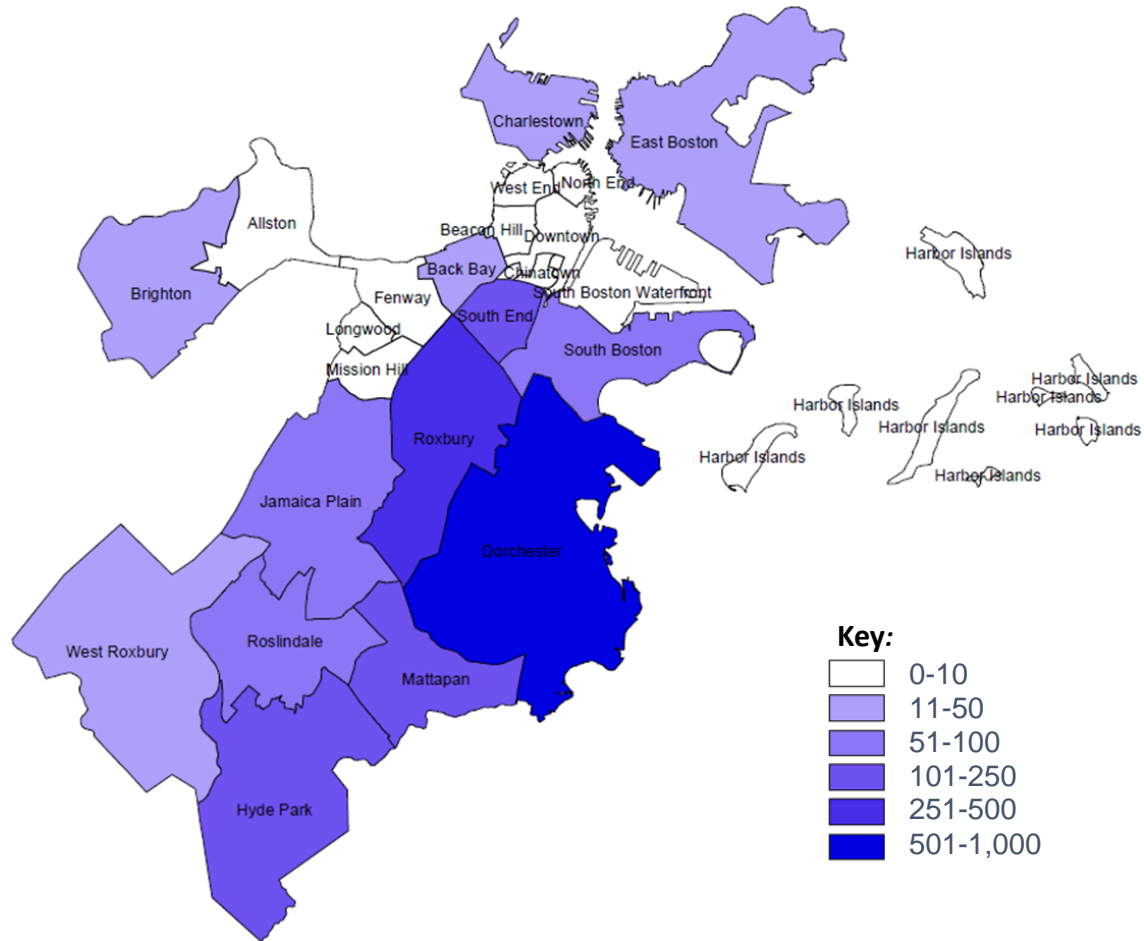 Charlestown
East Boston
West End
North End
Allston
Beacon Hill
Downtown
Harbor Islands
Back Bay
Chinatown
Brighton
Fenway
South Boston Waterfront
South End
Longwood
South Boston
Mission Hill
Harbor Islands
Harbor Islands
Harbor Islands
Roxbury
Harbor Islands
Harbor Islands
Harbor Islands
Harbor Islands
Jamaica Plain
Dorchester
Roslindale
West Roxbury
Mattapan
Hyde Park
Key:
0-10
11-50
51-100
101-250
251-500
501-1,000